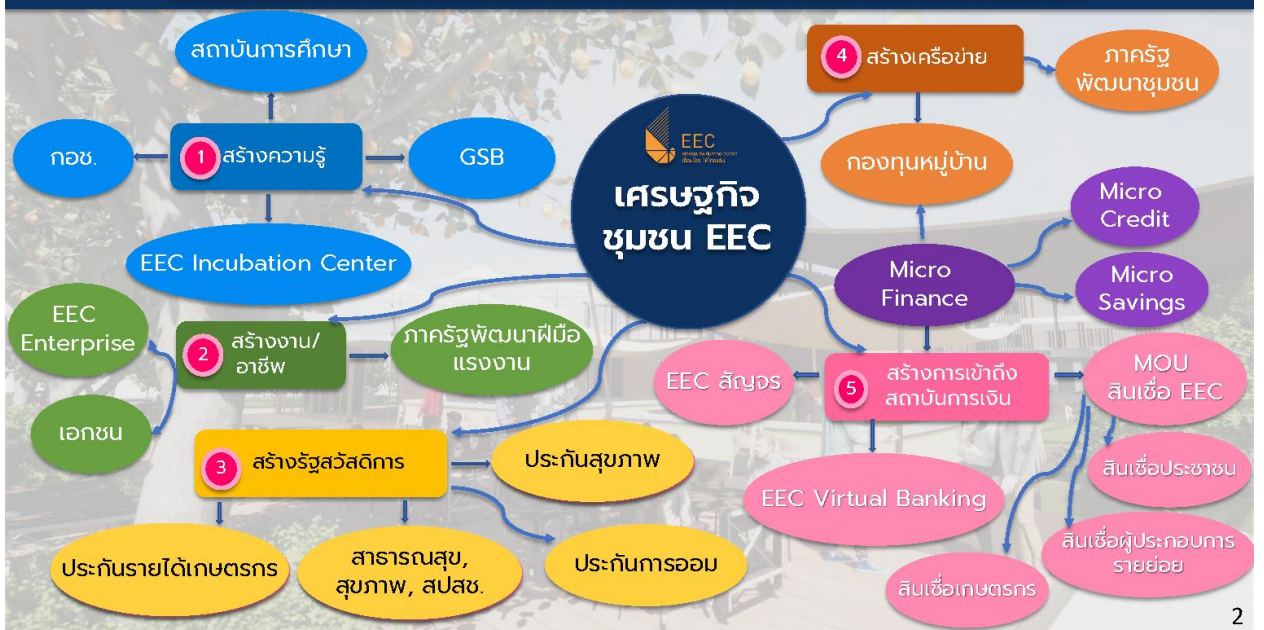 สถาบันการศึกษา
กอช.
1
สร้างความรู้
GSB
EEC Incubation Center
EEC
เศรษฐกิจ
ชุมชน EEC
4
สร้างเครือข่าย
ภาครัฐ
พัฒนาชุมชน
กองทุนหมู่บ้าน
Micro
Finance
Micro
Credit
Micro
Savings
EEC
Enterprise
2
สร้างงาน/
อาชีพ
ภาครัฐพัฒนาฝีมือ
แรงงาน
เอกชน
3
สร้างรัฐสวัสดิการ
ประกันสุขภาพ
ประกันรายได้เกษตรกร
สาธารณสุข,
สุขภาพ, สปสช.
ประกันการออม
EEC สัญจร
5
สร้างการเข้าถึง
สถาบันการเงิน
MOU
สินเชื่อ EEC
EEC Virtual Banking
สินเชื่อประชาชน
สินเชื่อผู้ประกอบการ
รายย่อย
สินเชื่อเกษตรกร
2